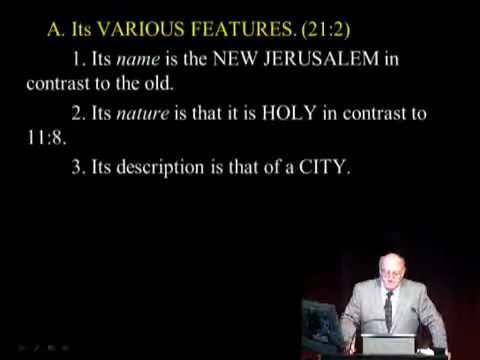 A. Its VARIOUS FEATURES. (21:2)
1. Its name is the NEW JERUSALEM in
contrast to the old.
2. Its nature is that it is HOLY in contrast to
11:8.
3. Its description is that of a CITY.